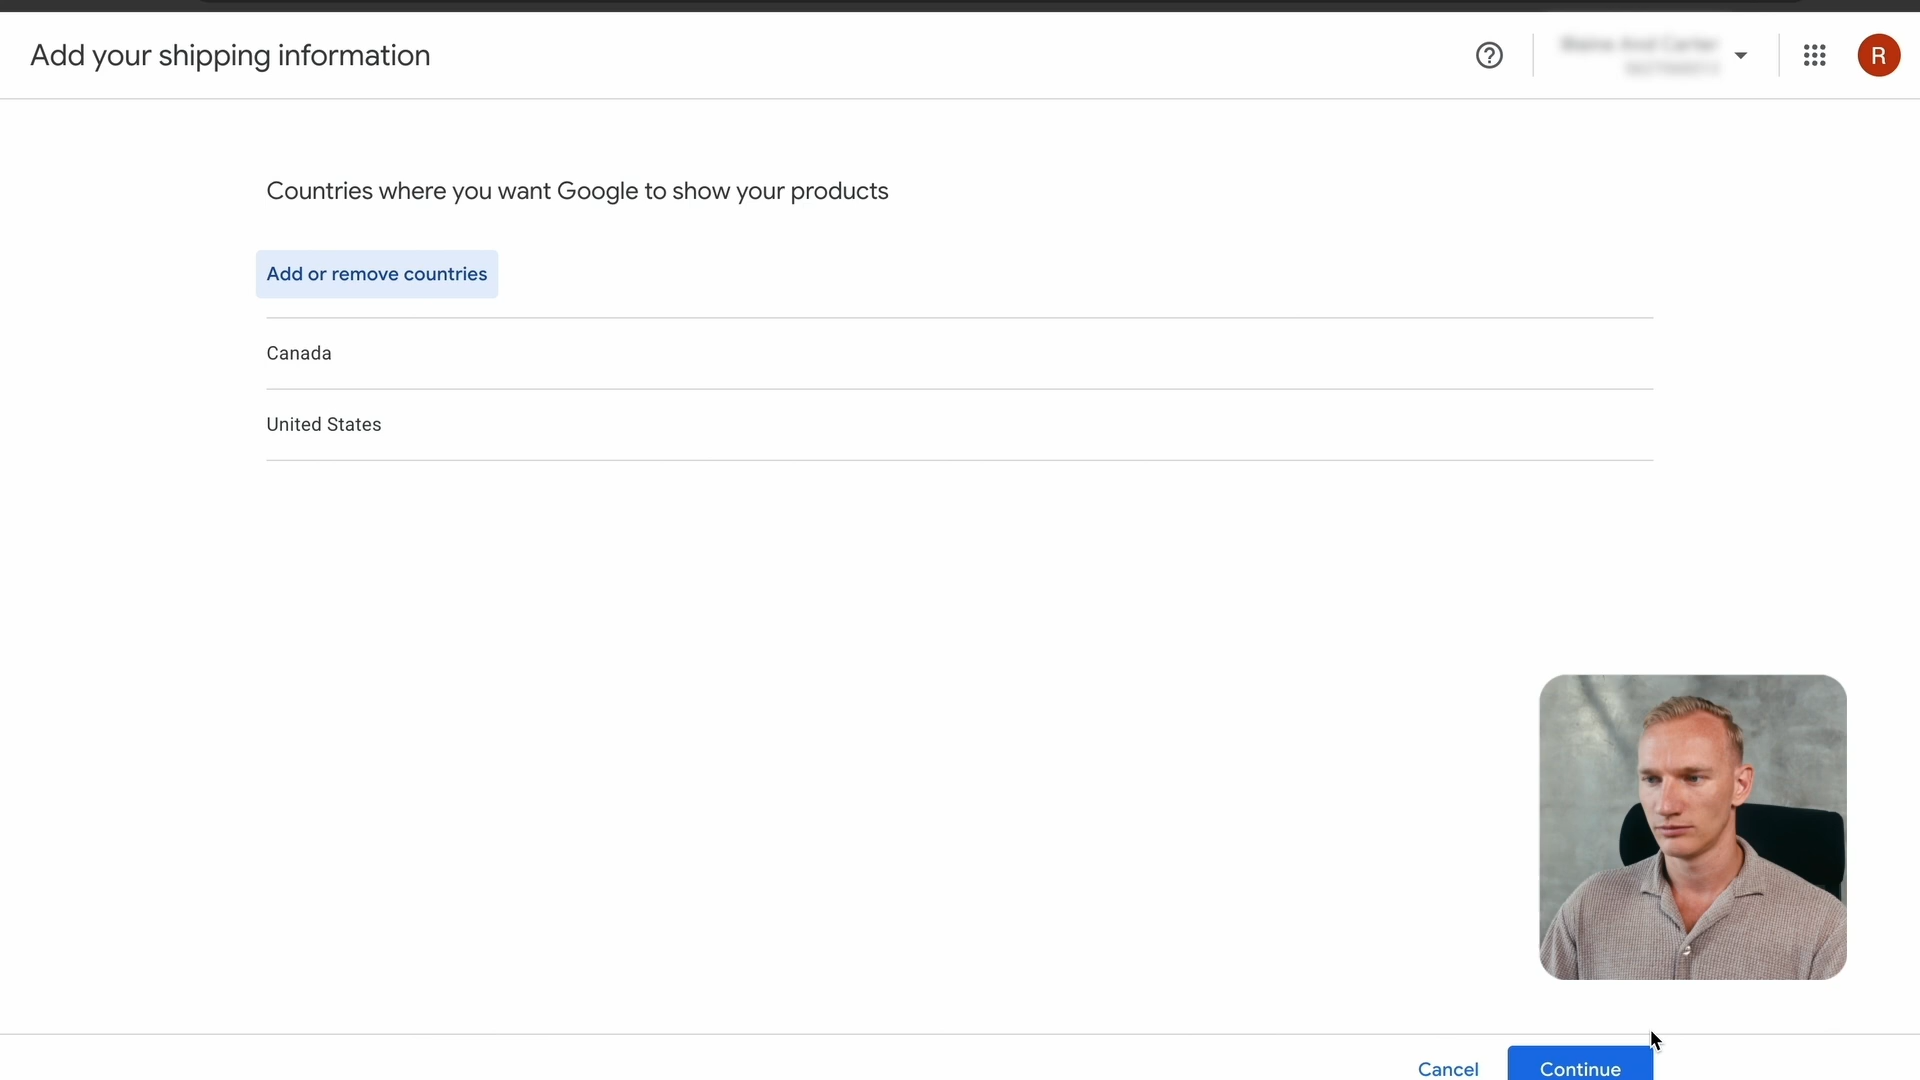 Add your shipping information
R
Countries where you want Google to show your products
Add or remove countries
Canada
United States
Cancel
Continue